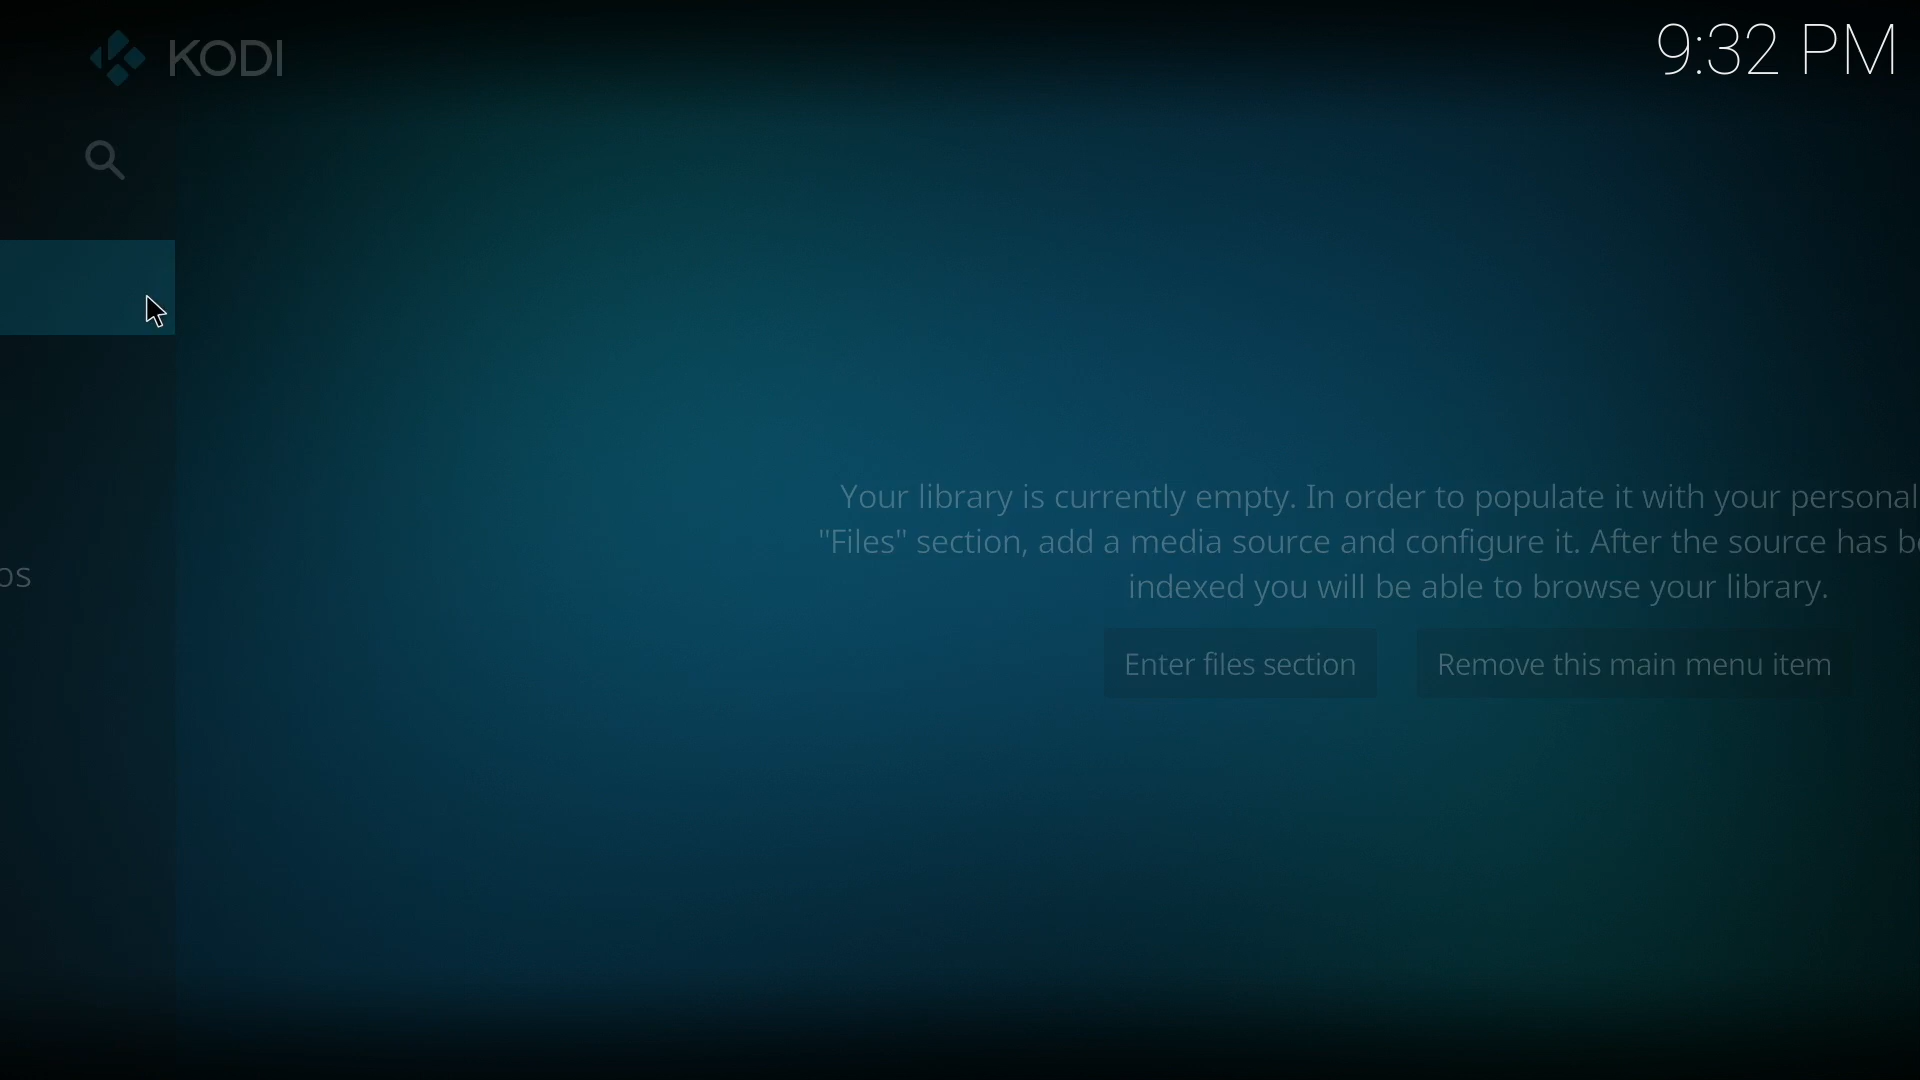 KODI
9:32 PM
Your library is currently empty. In order to populate it with your personal
"Files" section, add a media source and configure it. After the source has
indexed you will be able to browse your library.
os
Enter files section
Remove this main menu item